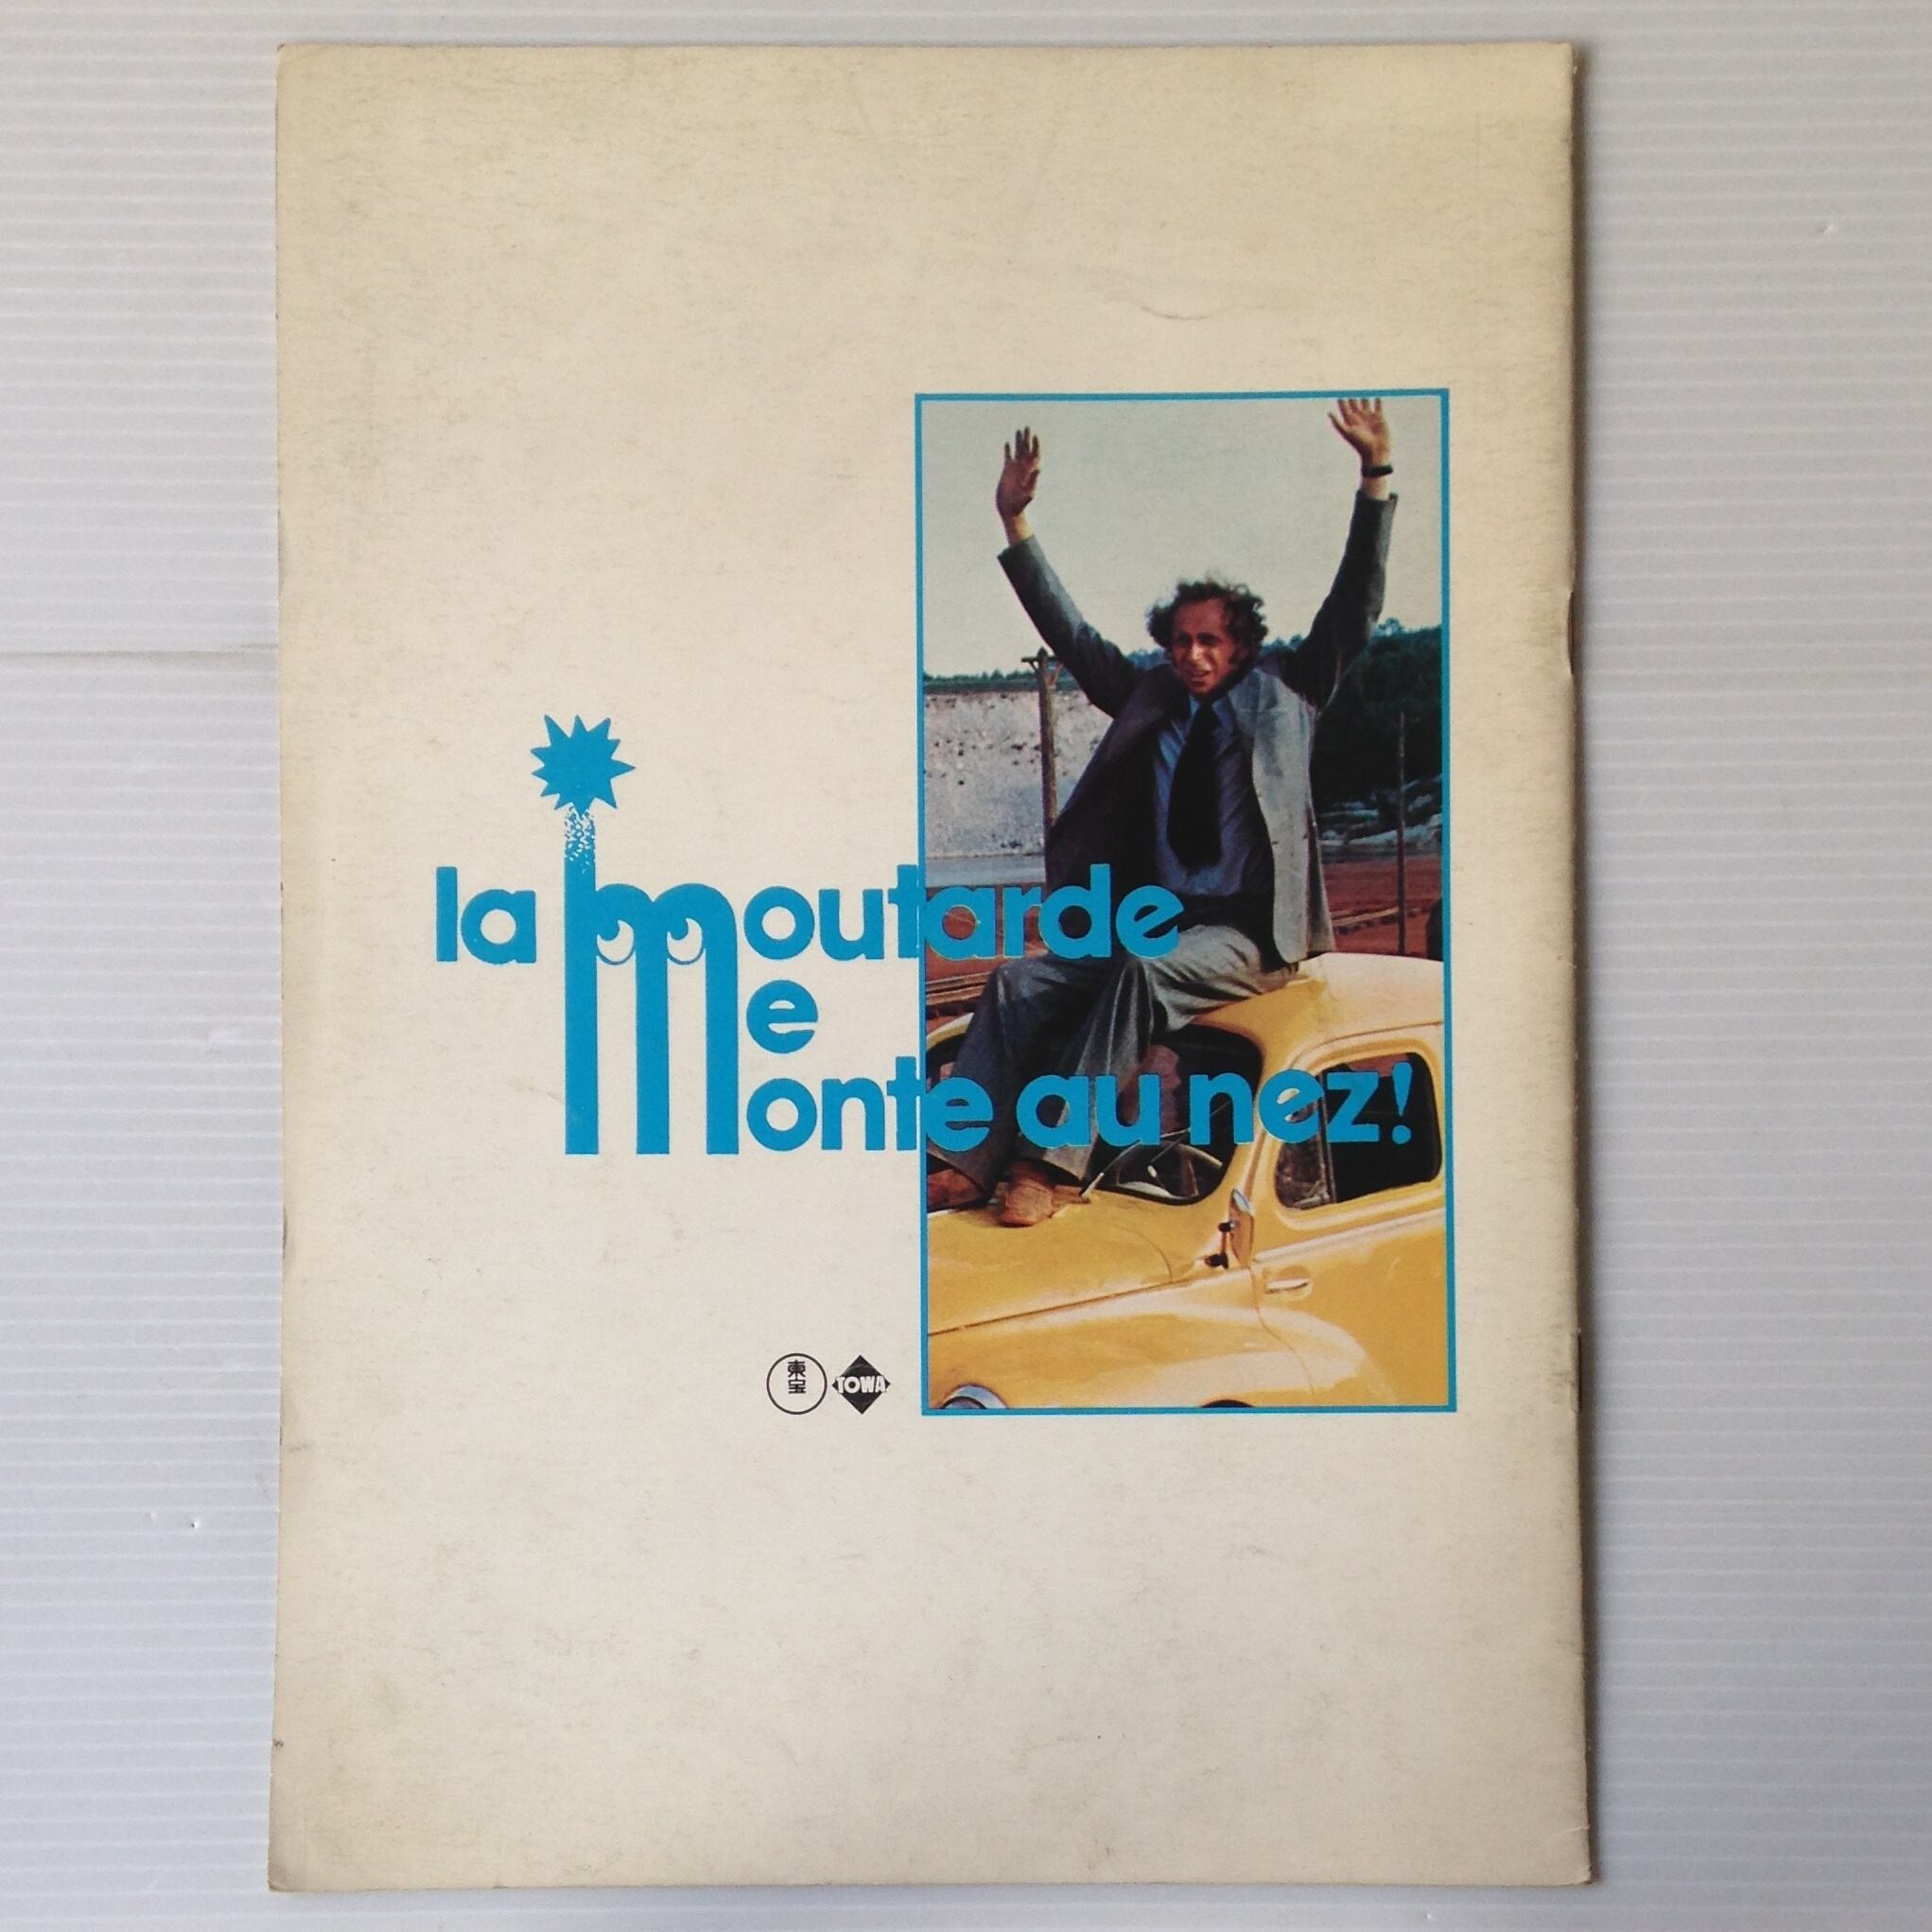 la moutarde
me
monte au nez!
東宝 TOWA